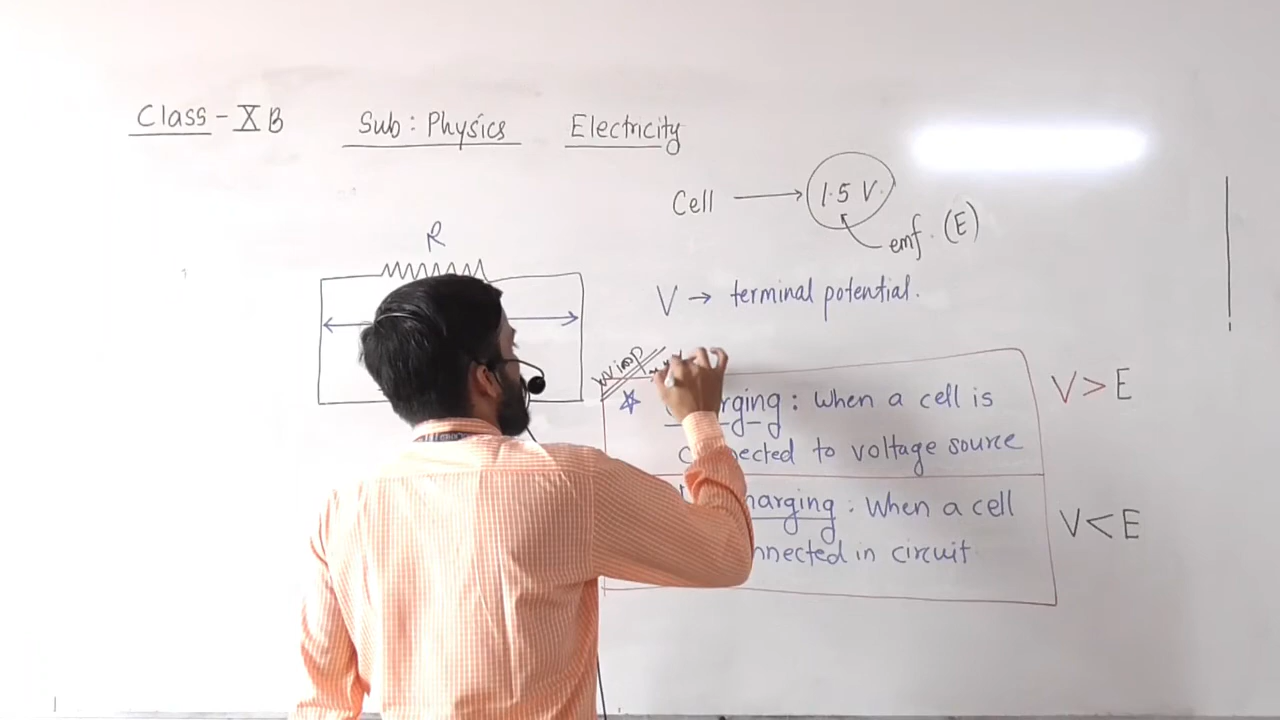 Class - X B Sub : Physics Electricity
Cell → 1.5 V.
emf. (E)
R
V → terminal potential.
V imp
rging : When a cell is
V > E
nected to voltage source
harging : When a cell
V < E
nnected in circuit